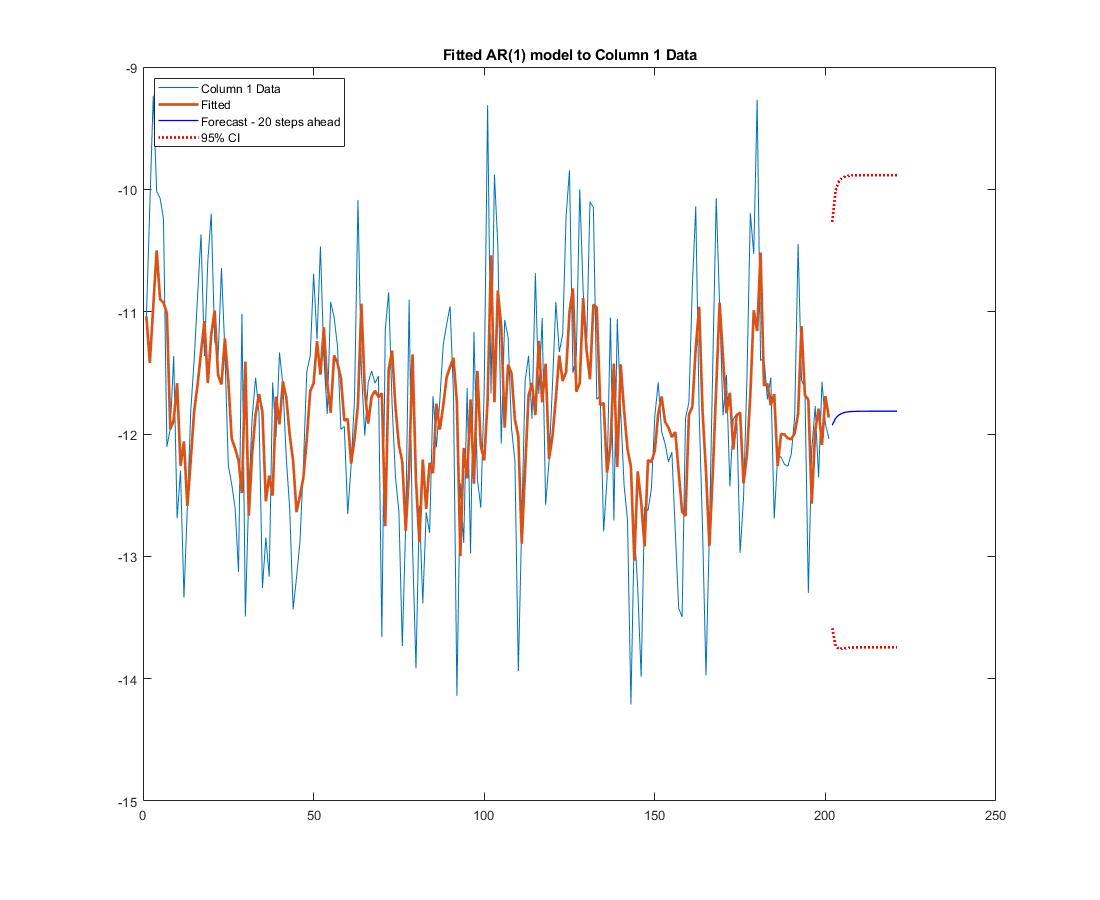 Fitted AR(1) model to Column 1 Data
-9
Column 1 Data
Fitted
Forecast - 20 steps ahead
95% CI
-10
-11
-12
-13
-14
-15
0 50 100 150 200 250